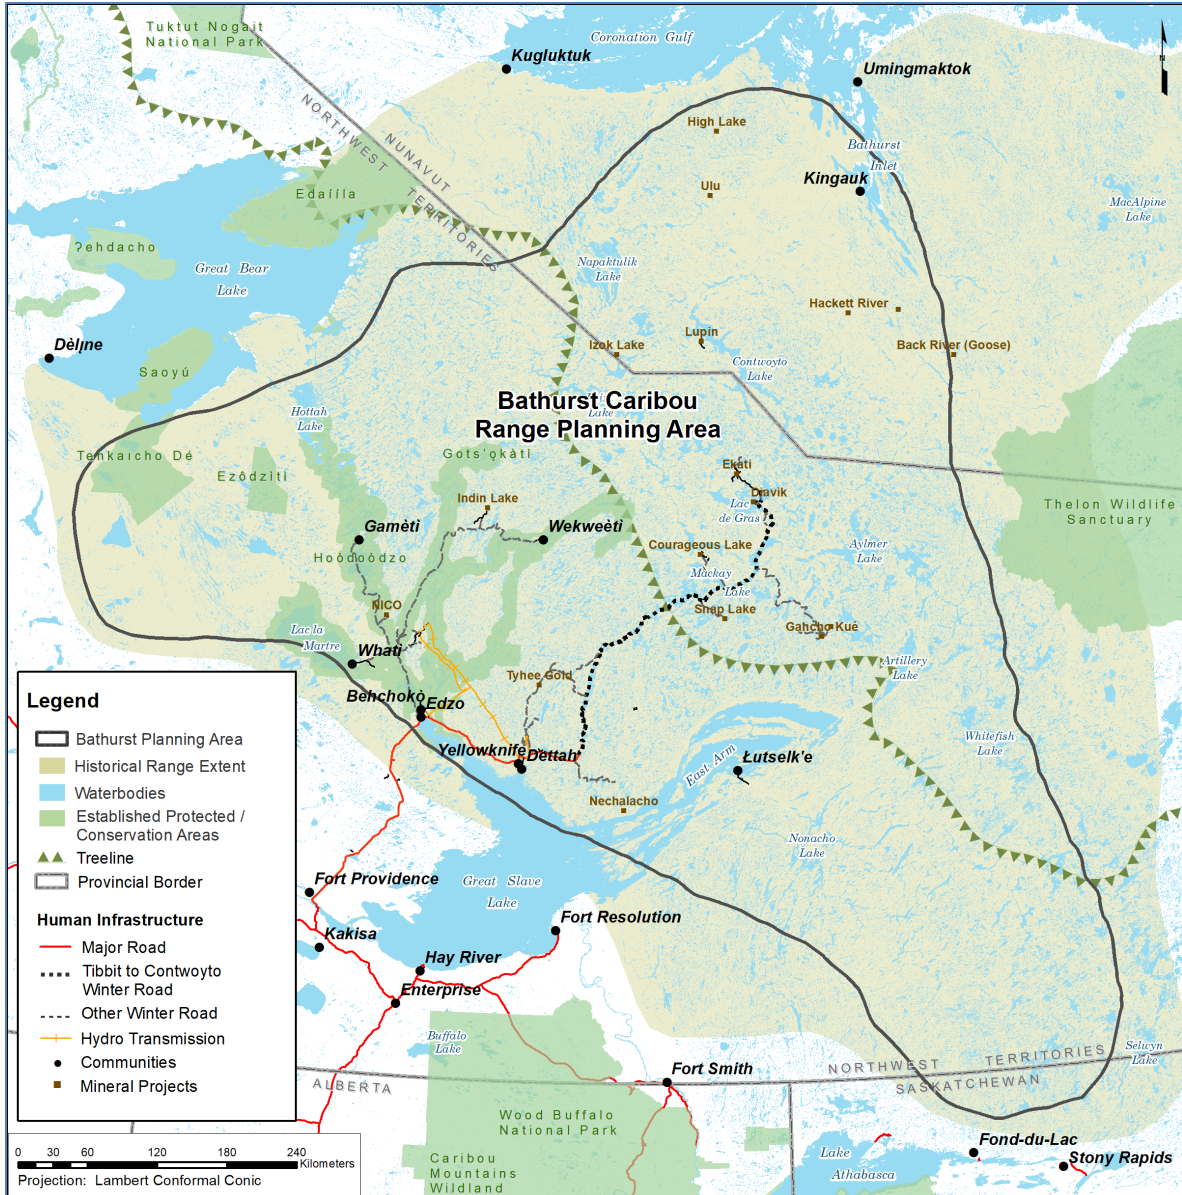 Tuktut Nogait
National Park
Coronation Gulf
Kugluktuk
Umingmaktok
N
NORTHWEST TERRITORIES
NUNAVUT
High Lake
Bathurst
Inlet
Kingauk
Ulu
Edaííla
MacAlpine
Lake
Ɂehdacho
Great Bear
Lake
Napaktulik
Lake
Hackett River
Lupin
Izok Lake
Back River (Goose)
Dèlı̨ne
Contwoyto
Lake
Saoyú
Bathurst Caribou
Range Planning Area
Lake
Hottah
Lake
Tehkaıcho Dé
Gots'ǫkàtì
Ezǫ̀dzìtì
Ekati
Diavik
Lac
de Gras
Indin Lake
Thelon Wildlife
Sanctuary
Gamètì
Wekweètì
Hoòdoòdzo
Courageous Lake
Aylmer
Lake
Mackay
Lake
NICO
Snap Lake
Gahcho Kué
Lac la
Martre
Whatì
Artillery
Lake
Tyhee Gold
Behchokǫ̀
Edzo
Whitefish
Lake
Yellowknife
Dettah
East Arm
Łutselk'e
Nechalacho
Nonacho
Lake
Great Slave
Lake
Fort Providence
Fort Resolution
Kakisa
Hay River
Enterprise
Buffalo
Lake
Selwyn
Lake
NORTHWEST TERRITORIES
SASKATCHEWAN
ALBERTA
Fort Smith
Wood Buffalo
National Park
Caribou
Mountains
Wildland
Lake
Athabasca
Fond-du-Lac
Stony Rapids
Legend
Bathurst Planning Area
Historical Range Extent
Waterbodies
Established Protected /
Conservation Areas
Treeline
Provincial Border
Human Infrastructure
Major Road
Tibbit to Contwoyto
Winter Road
Other Winter Road
Hydro Transmission
Communities
Mineral Projects
0 30 60 120 180 240
Kilometers
Projection: Lambert Conformal Conic